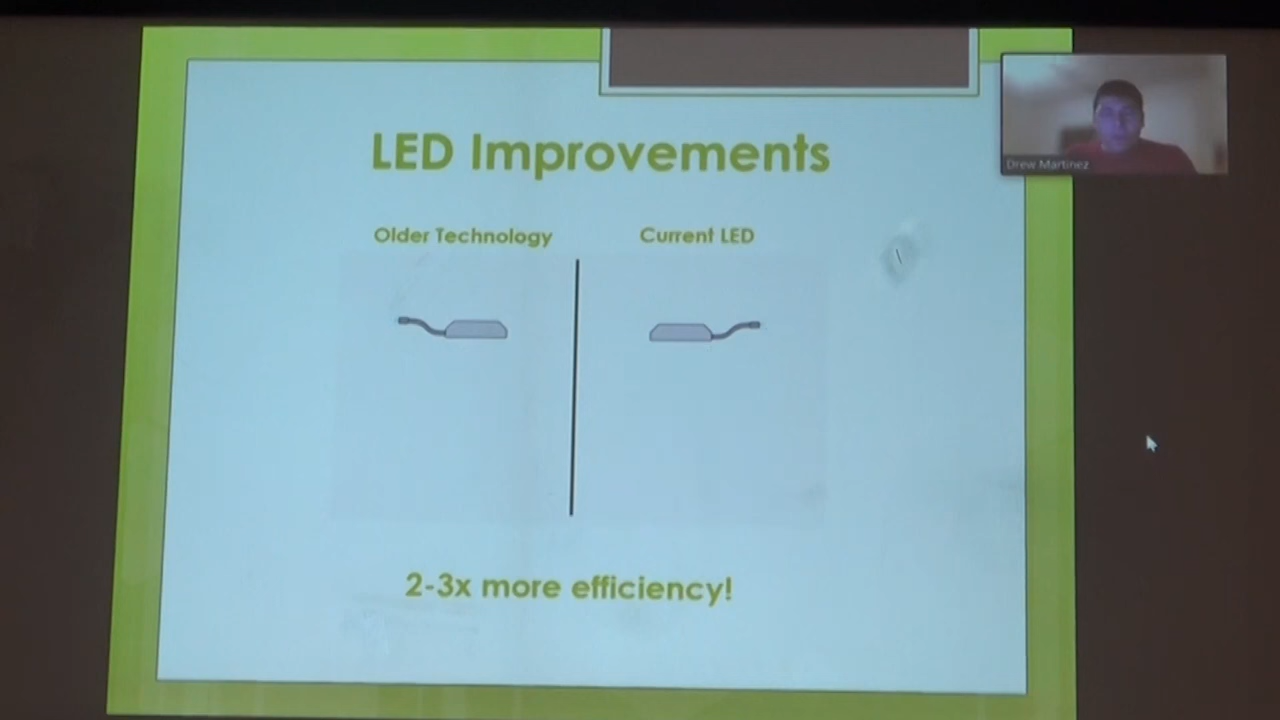 LED Improvements
Drew Martinez
Older Technology
Current LED
2-3x more efficiency!